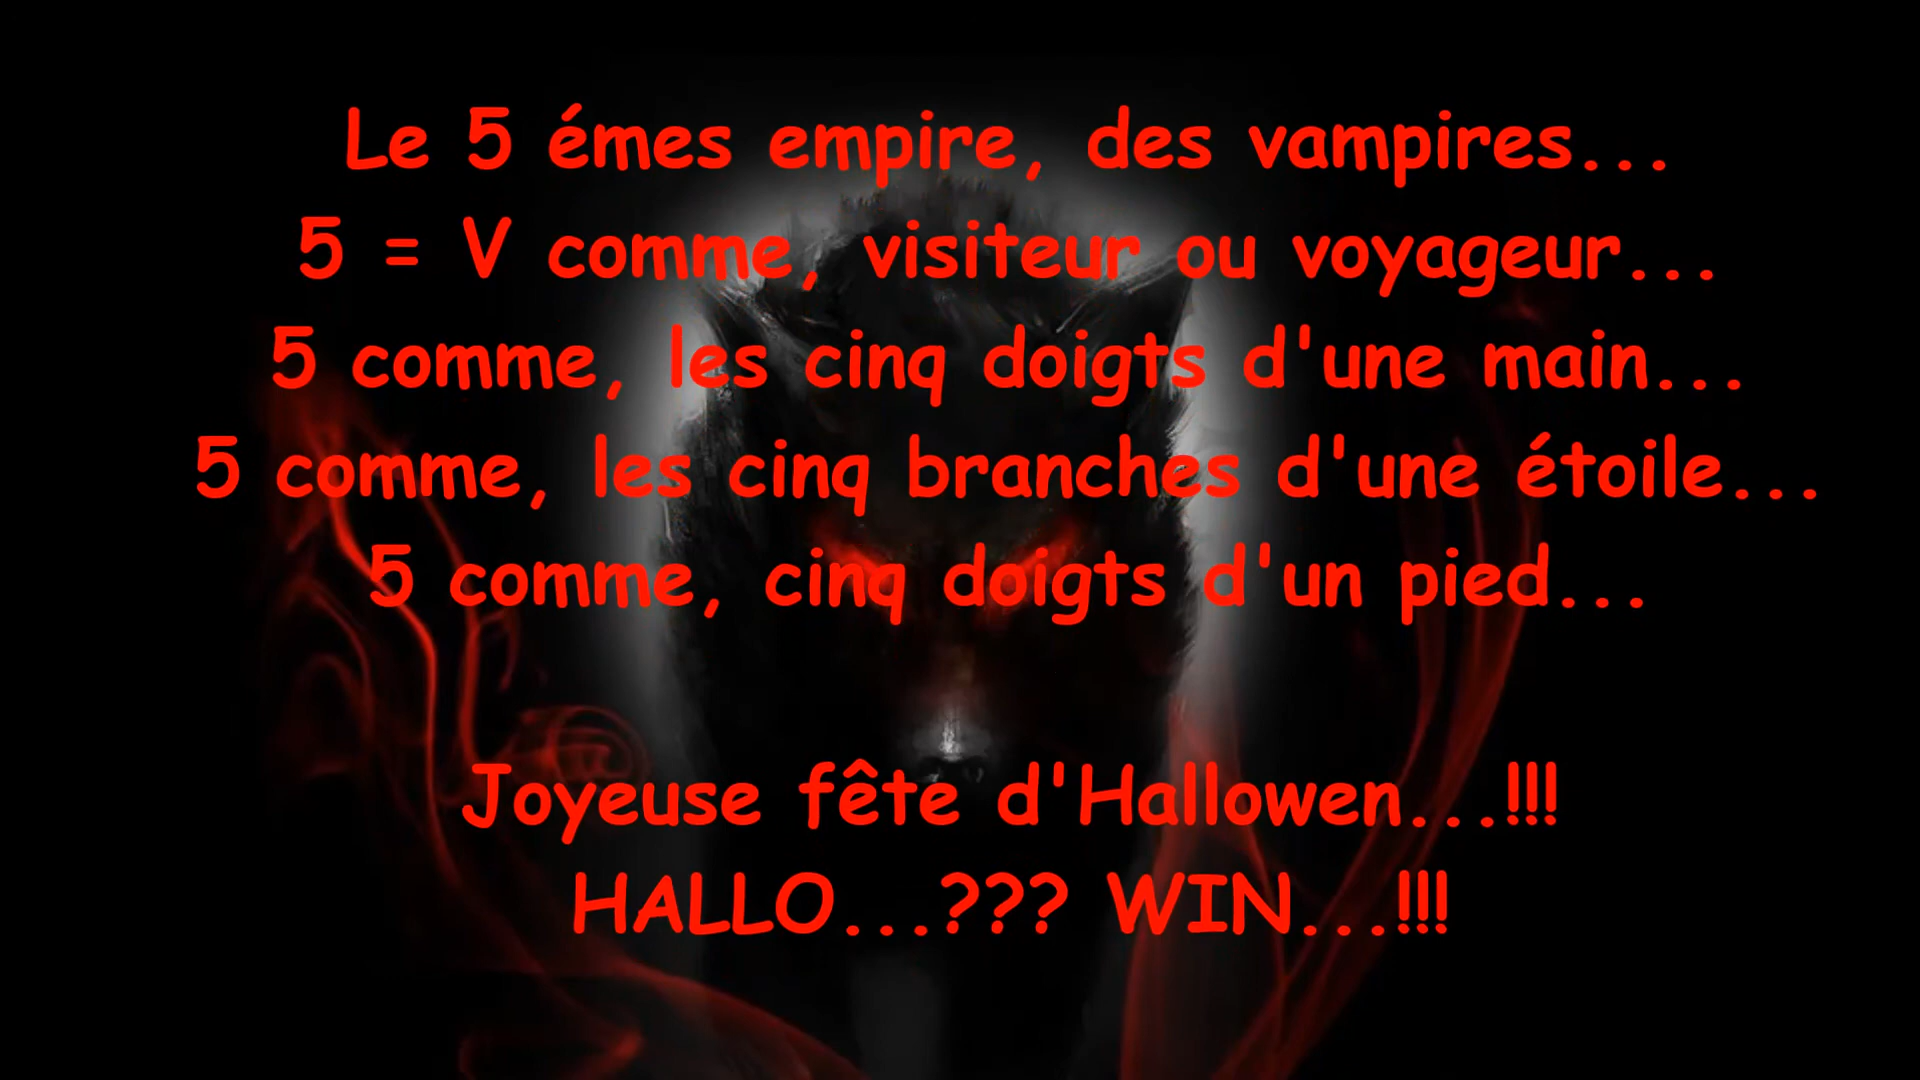 Le 5 émes empire, des vampires...
5 = V comme, visiteur ou voyageur...
5 comme, les cinq doigts d'une main...
5 comme, les cinq branches d'une étoile...
5 comme, cinq doigts d'un pied...
Joyeuse fête d'Hallowen...!!!
HALLO...??? WIN...!!!